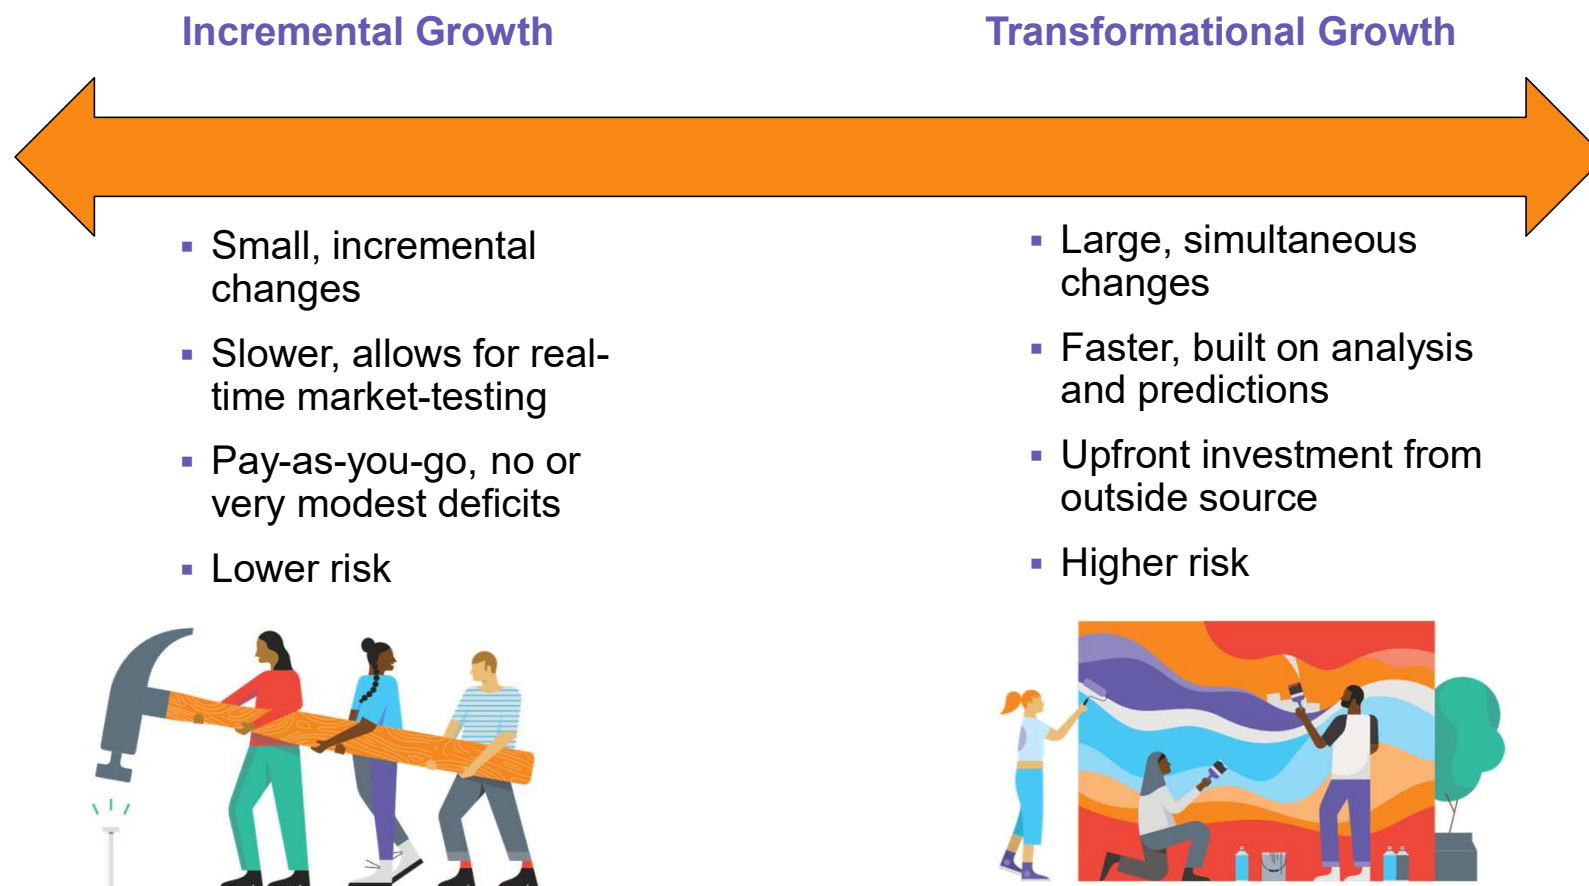 Incremental Growth
Transformational Growth
▪ Small, incremental
changes
▪ Slower, allows for real-
time market-testing
▪ Pay-as-you-go, no or
very modest deficits
▪ Lower risk
▪ Large, simultaneous
changes
▪ Faster, built on analysis
and predictions
▪ Upfront investment from
outside source
▪ Higher risk